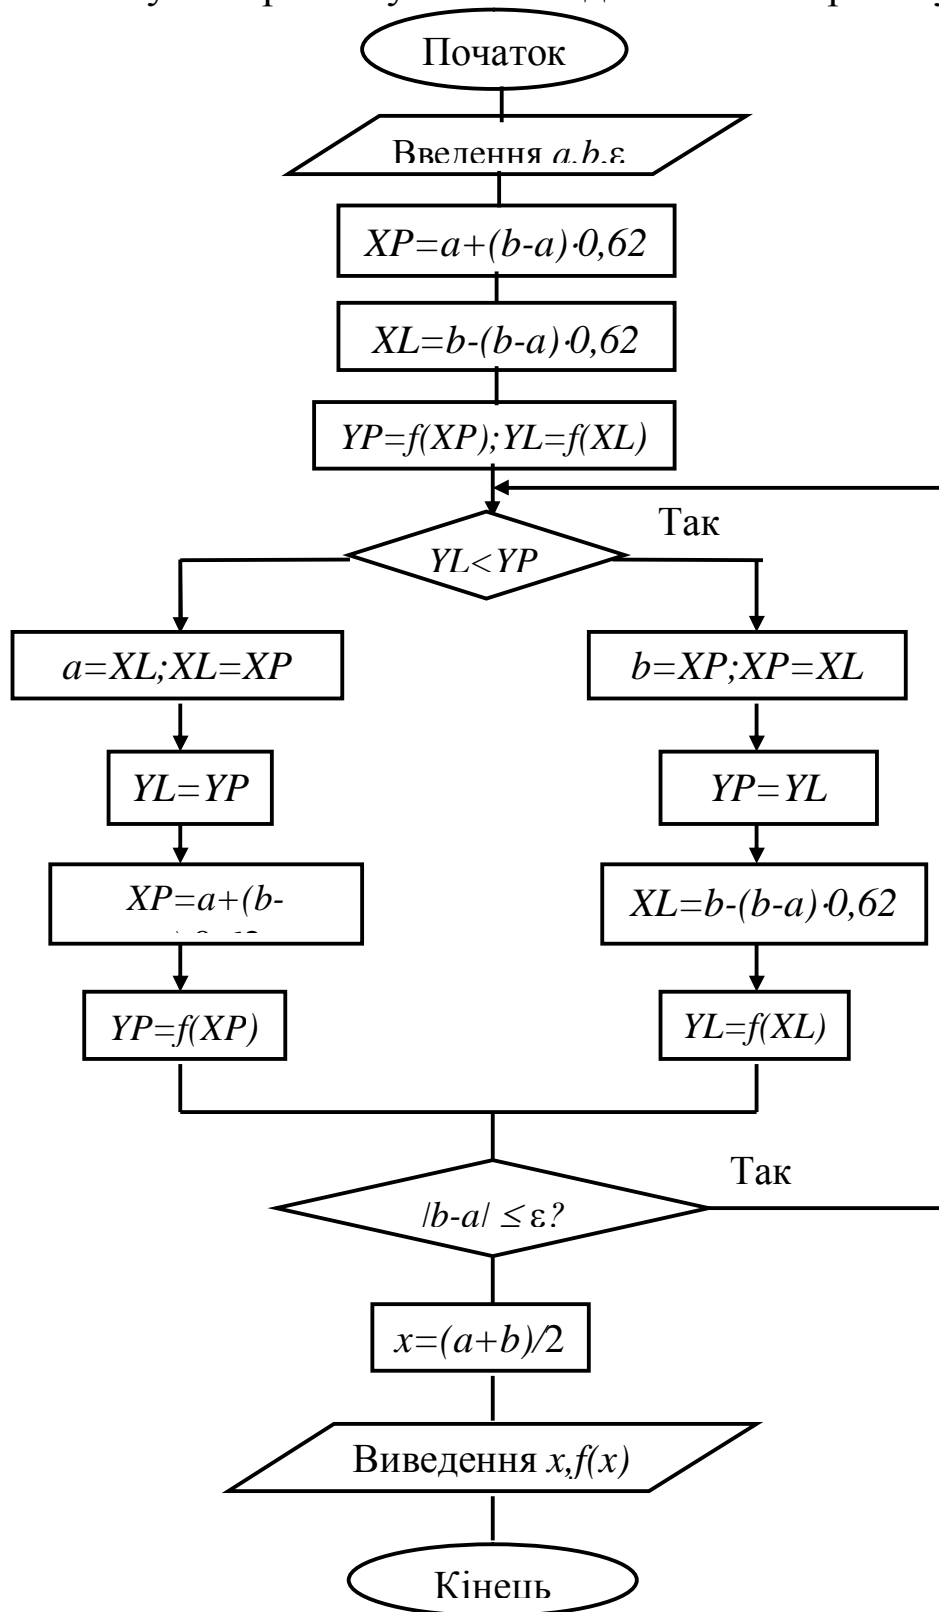 Початок
Введення a,b,ε
XP=a+(b-a)·0,62
XL=b-(b-a)·0,62
YP=f(XP);YL=f(XL)
Так
YL<YP
a=XL;XL=XP
b=XP;XP=XL
YL=YP
YP=YL
XP=a+(b-
XL=b-(b-a)·0,62
YP=f(XP)
YL=f(XL)
Так
|b-a| ≤ ε?
x=(a+b)/2
Виведення x,f(x)
Кінець